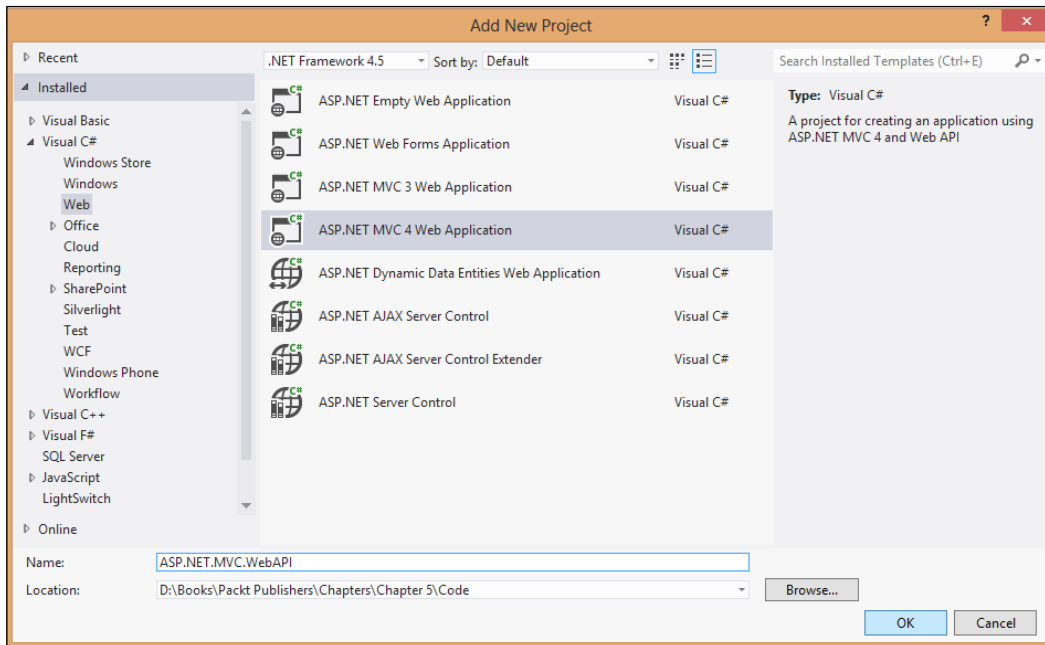 Add New Project
?
×
Recent
Installed
Visual Basic
Visual C#
Windows Store
Windows
Web
Office
Cloud
Reporting
SharePoint
Silverlight
Test
WCF
Windows Phone
Workflow
Visual C++
Visual F#
SQL Server
JavaScript
LightSwitch
Online
.NET Framework 4.5
Sort by: Default
ASP.NET Empty Web Application Visual C#
ASP.NET Web Forms Application Visual C#
ASP.NET MVC 3 Web Application Visual C#
ASP.NET MVC 4 Web Application Visual C#
ASP.NET Dynamic Data Entities Web Application Visual C#
ASP.NET AJAX Server Control Visual C#
ASP.NET AJAX Server Control Extender Visual C#
ASP.NET Server Control Visual C#
Search Installed Templates (Ctrl+E)
Type: Visual C#
A project for creating an application using
ASP.NET MVC 4 and Web API
Name: ASP.NET.MVC.WebAPI
Location: D:\Books\Packt Publishers\Chapters\Chapter 5\Code
Browse...
OK Cancel